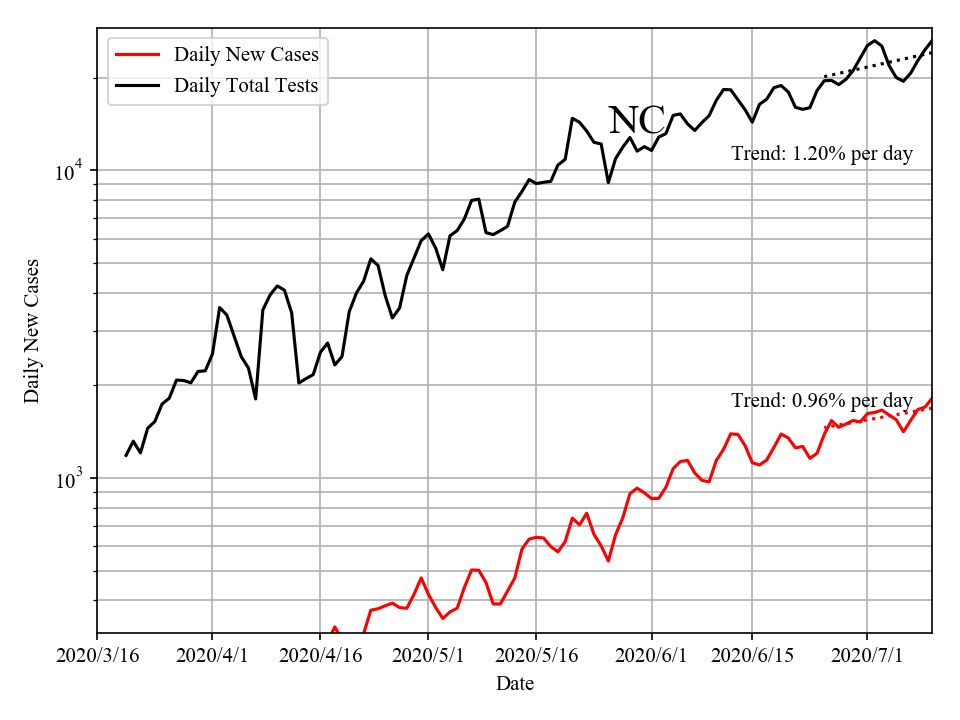 Daily New Cases
Daily Total Tests
NC
Trend: 1.20% per day
10^4
Daily New Cases
Trend: 0.96% per day
10^3
2020/3/16 2020/4/1 2020/4/16 2020/5/1 2020/5/16 2020/6/1 2020/6/15 2020/7/1
Date